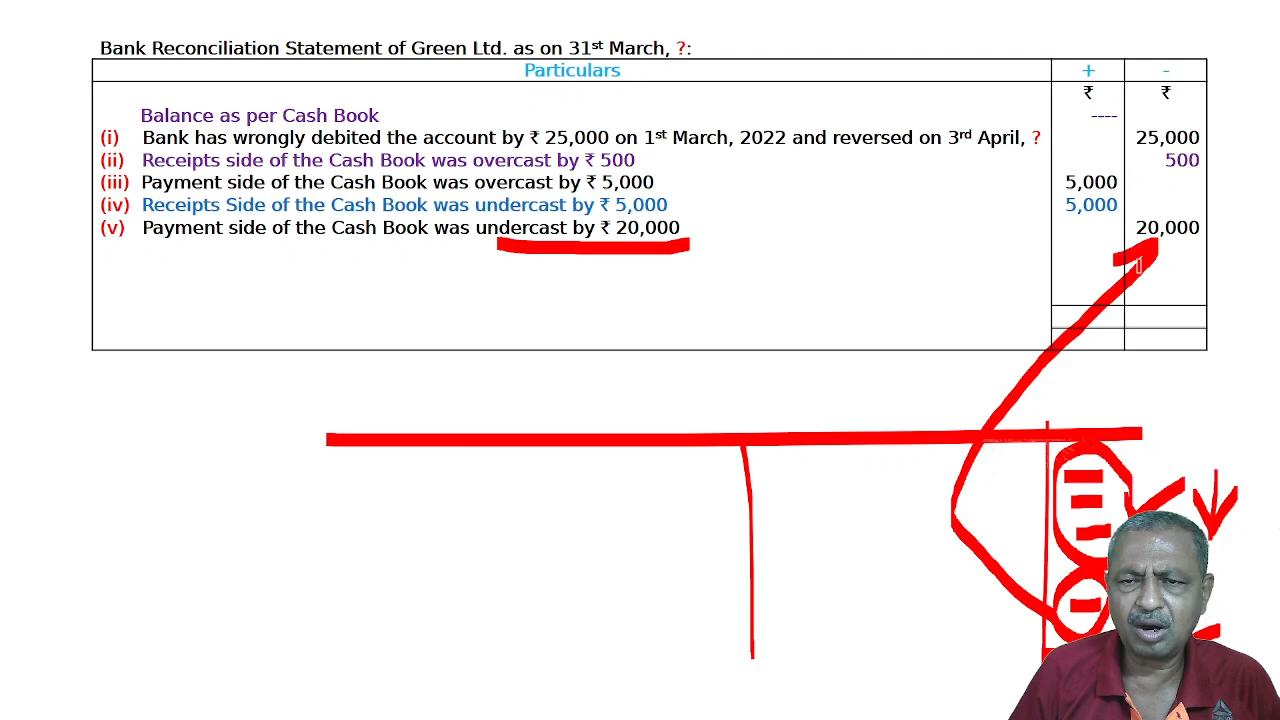 Bank Reconciliation Statement of Green Ltd. as on 31st March, ?:
Particulars + -
₹ ₹
Balance as per Cash Book ----
(i) Bank has wrongly debited the account by ₹ 25,000 on 1st March, 2022 and reversed on 3rd April, ? 25,000
(ii) Receipts side of the Cash Book was overcast by ₹ 500 500
(iii) Payment side of the Cash Book was overcast by ₹ 5,000 5,000
(iv) Receipts Side of the Cash Book was undercast by ₹ 5,000 5,000
(v) Payment side of the Cash Book was undercast by ₹ 20,000 20,000